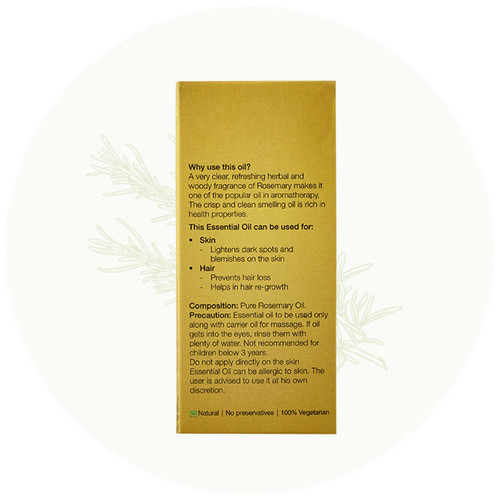 Why use this oil?
A very clear, refreshing herbal and
woody fragrance of Rosemary makes it
one of the popular oil in aromatherapy.
The crisp and clean smelling oil is rich in
health properties.
This Essential Oil can be used for:
• Skin
- Lightens dark spots and
blemishes on the skin
• Hair
- Prevents hair loss
- Helps in hair re-growth
Composition: Pure Rosemary Oil.
Precaution: Essential oil to be used only
along with carrier oil for massage. If oil
gets into the eyes, rinse them with
plenty of water. Not recommended for
children below 3 years.
Do not apply directly on the skin
Essential Oil can be allergic to skin. The
user is advised to use it at his own
discretion.
Natural | No preservatives | 100% Vegetarian